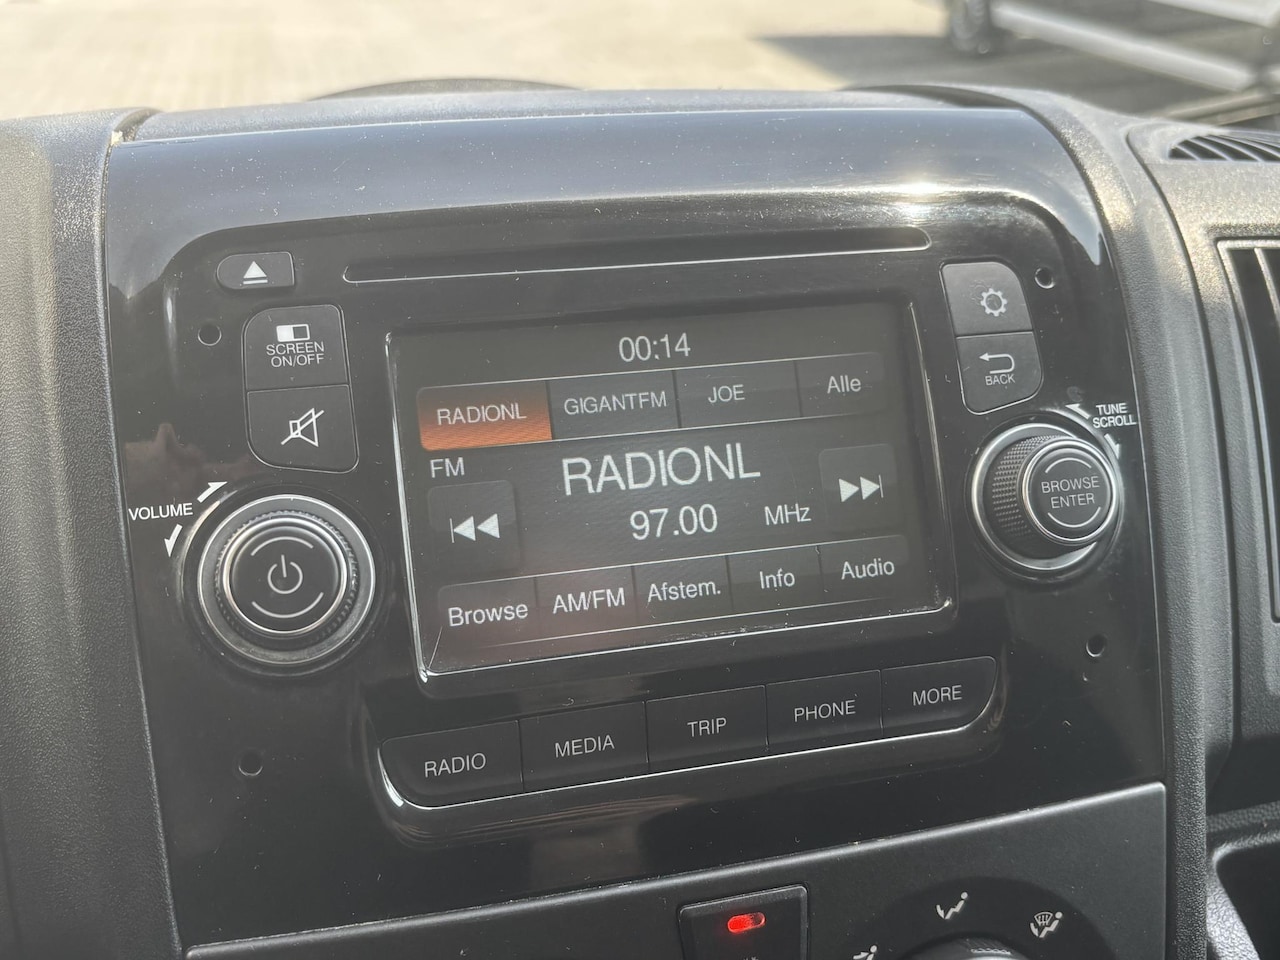 SCREEN
ON/OFF
00:14
RADIONL GIGANTFM JOE Alle
FM
RADIONL
97.00 MHz
Browse AM/FM Afstem. Info Audio
BACK
TUNE
SCROLL
BROWSE
ENTER
VOLUME
RADIO MEDIA TRIP PHONE MORE